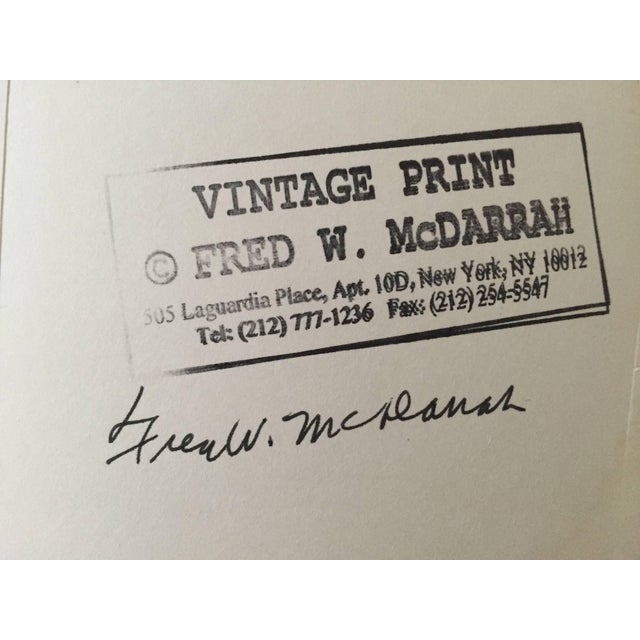 VINTAGE PRINT
© FRED W. McDARRAH
505 Laguardia Place, Apt. 10D, New York, NY 10012
Tel: (212) 777-1236 Fax: (212) 254-5547
Fred W. McDarrah